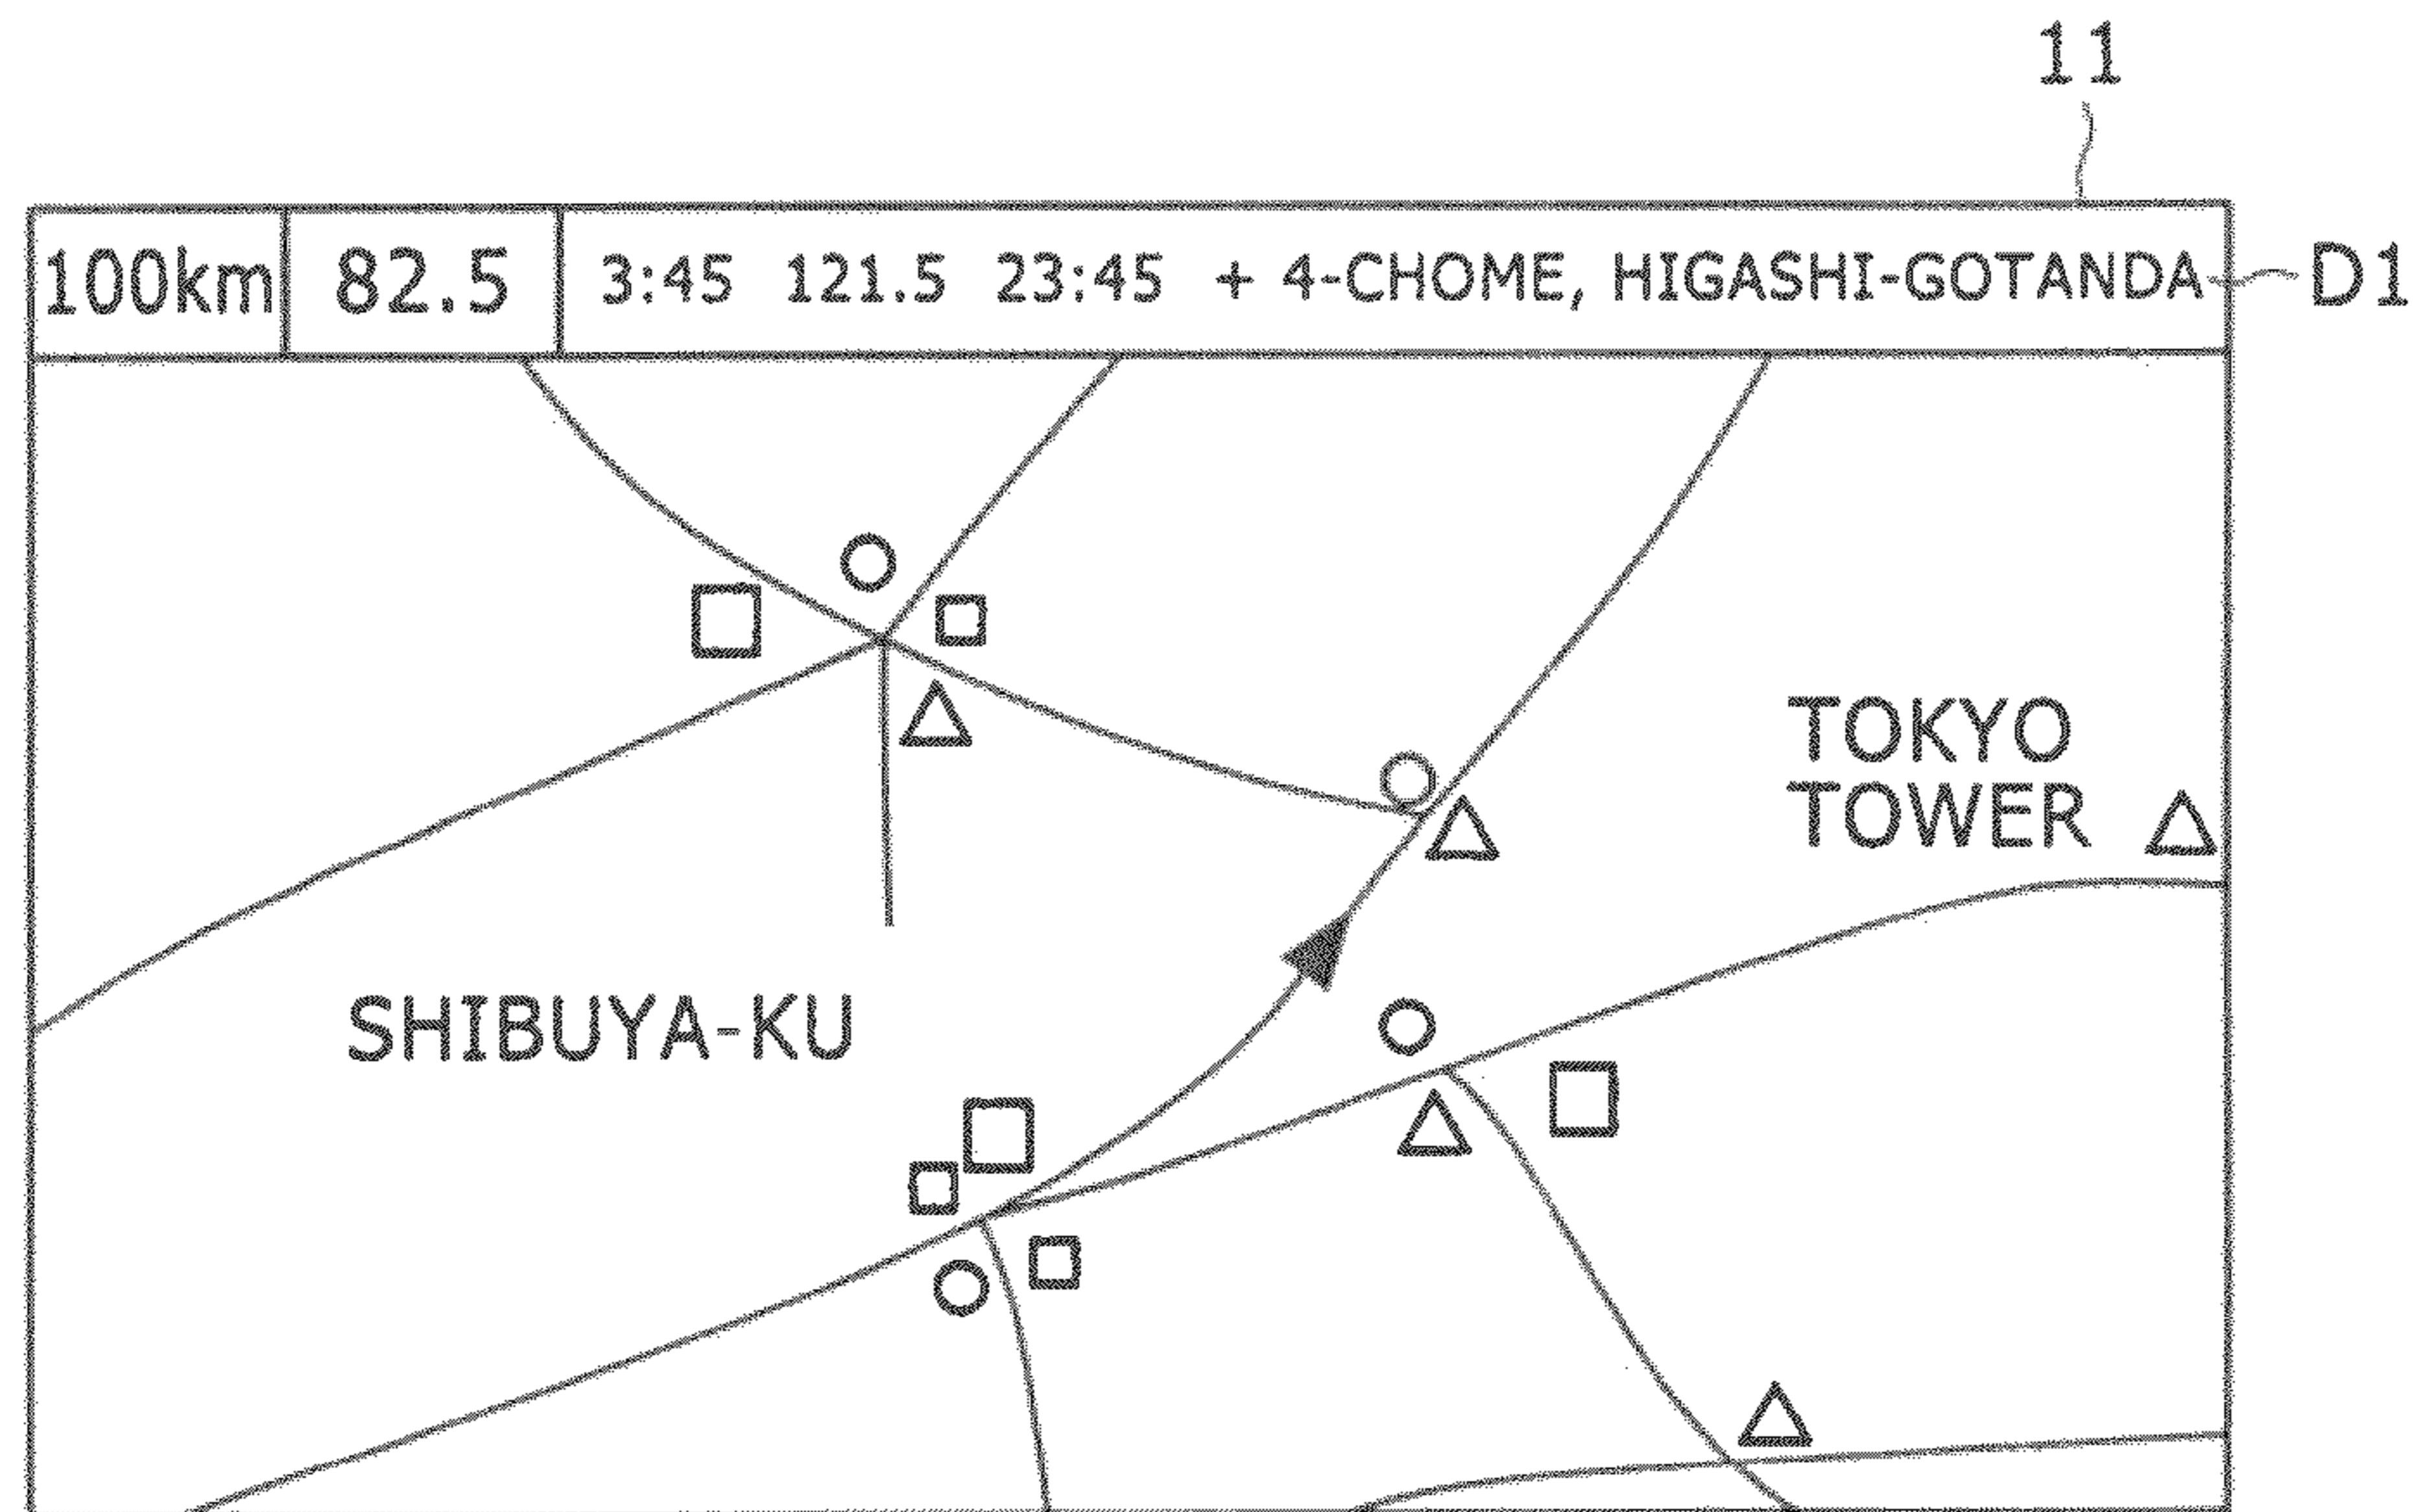 11
100km 82.5 3:45 121.5 23:45 + 4-CHOME, HIGASHI-GOTANDA D1
TOKYO
TOWER
SHIBUYA-KU